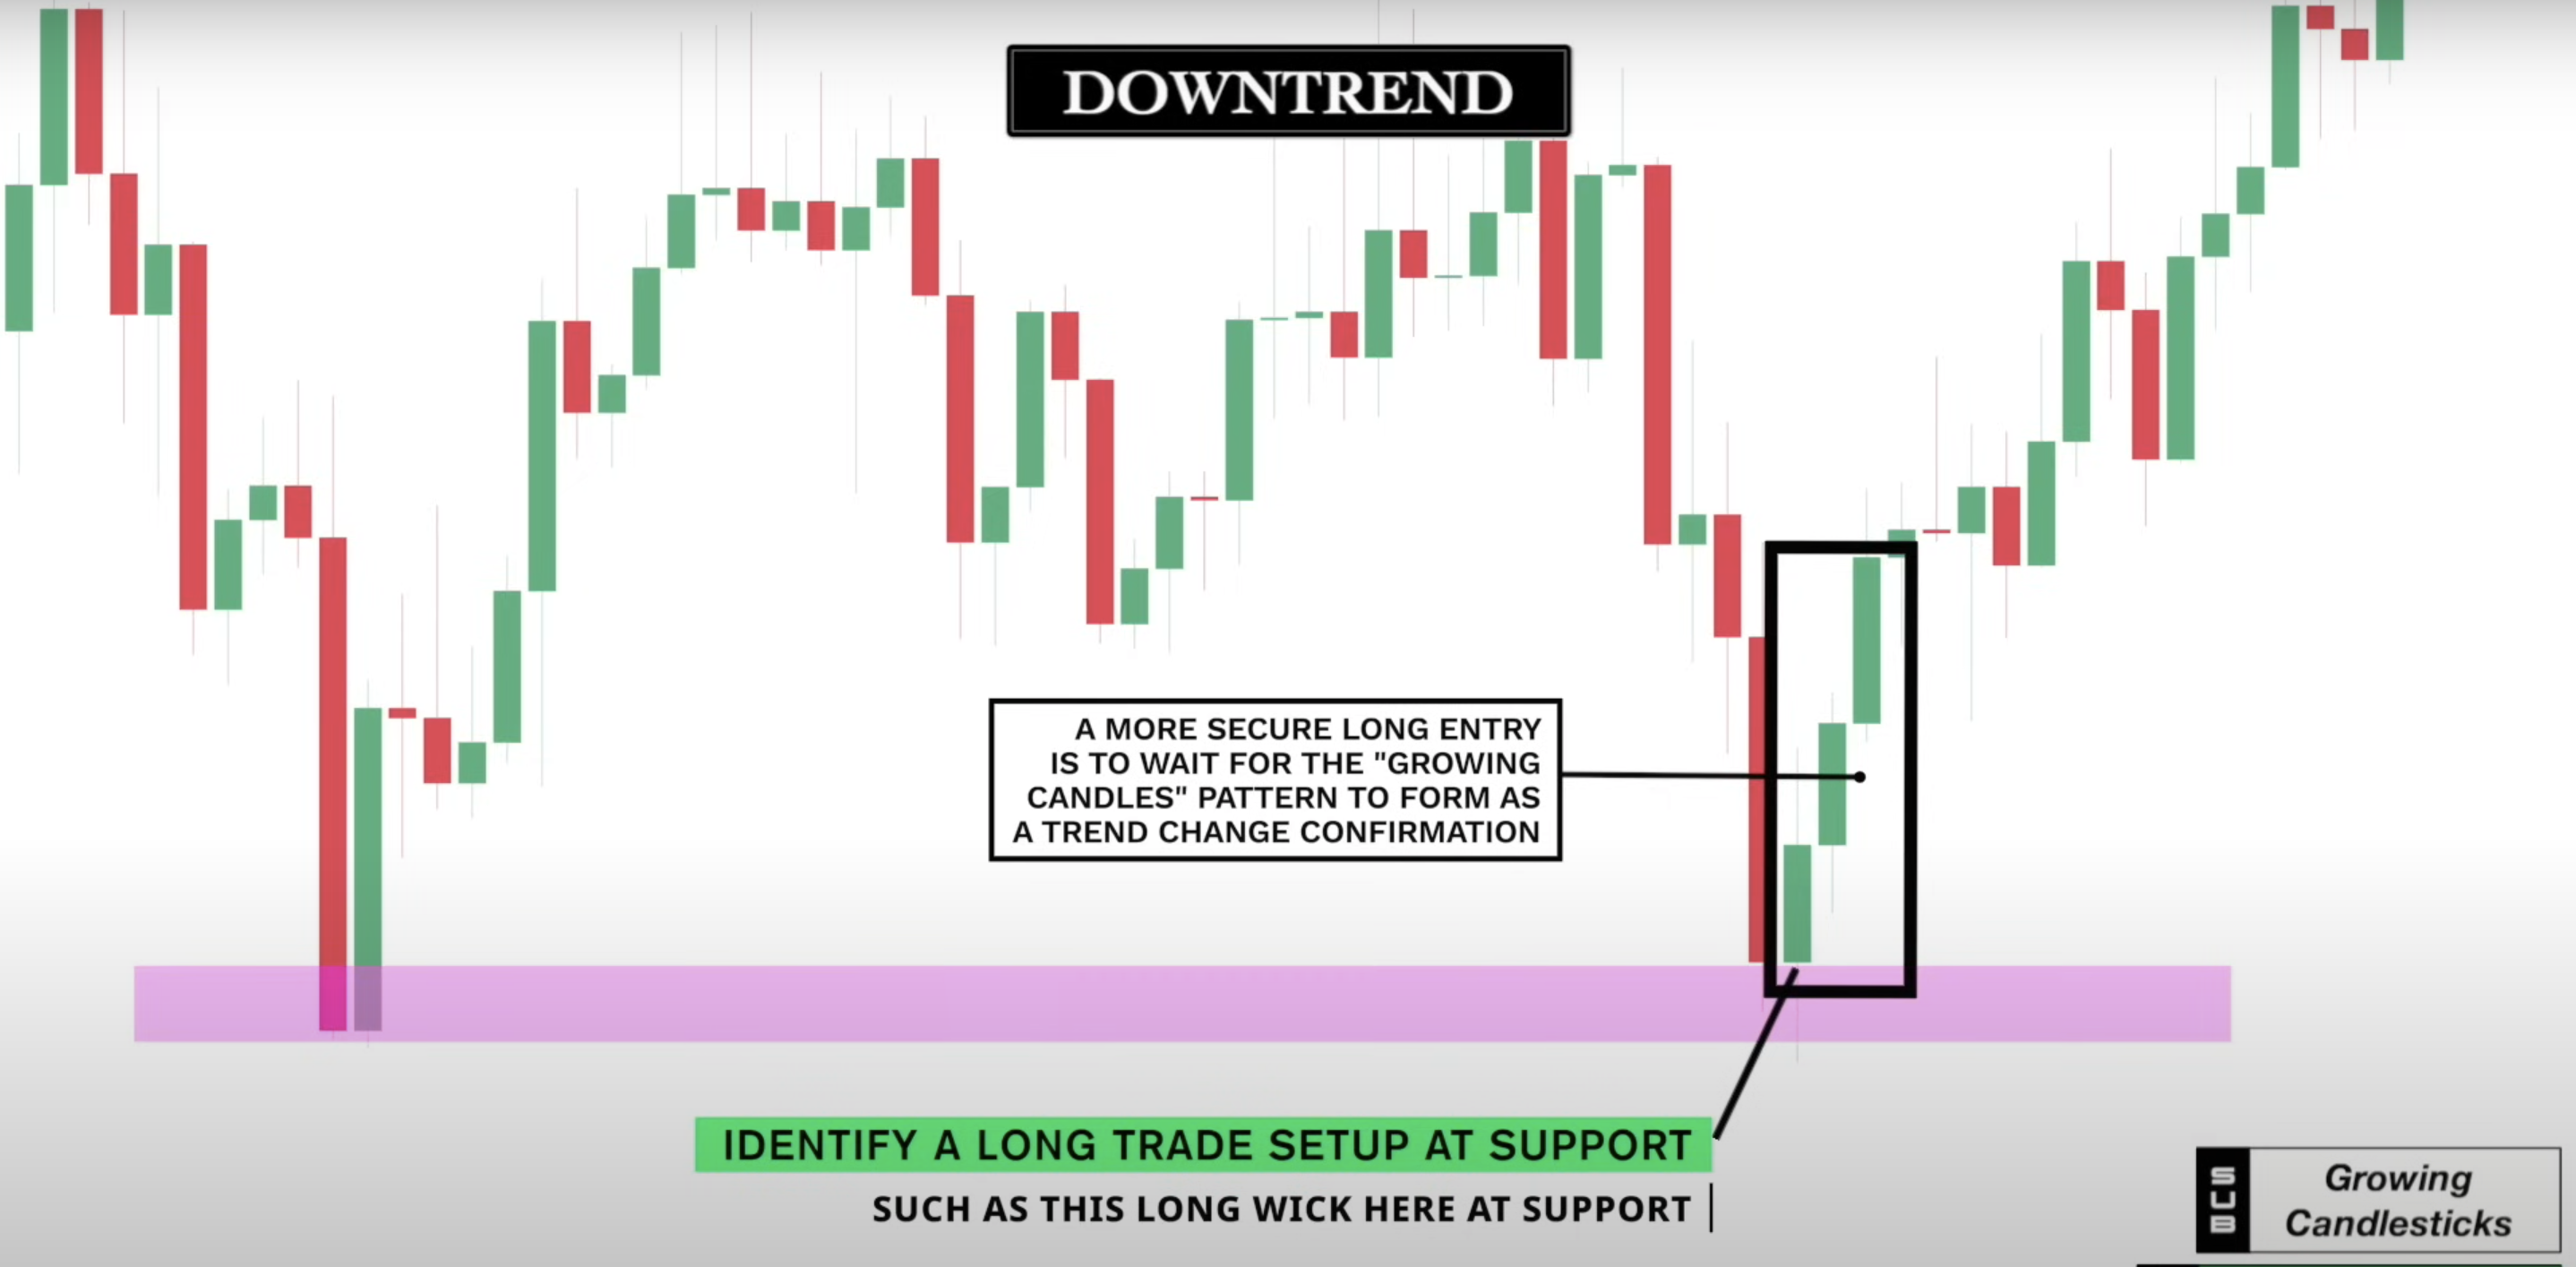 DOWNTREND
A MORE SECURE LONG ENTRY
IS TO WAIT FOR THE "GROWING
CANDLES" PATTERN TO FORM AS
A TREND CHANGE CONFIRMATION
IDENTIFY A LONG TRADE SETUP AT SUPPORT
SUCH AS THIS LONG WICK HERE AT SUPPORT
BLS
Growing
Candlesticks